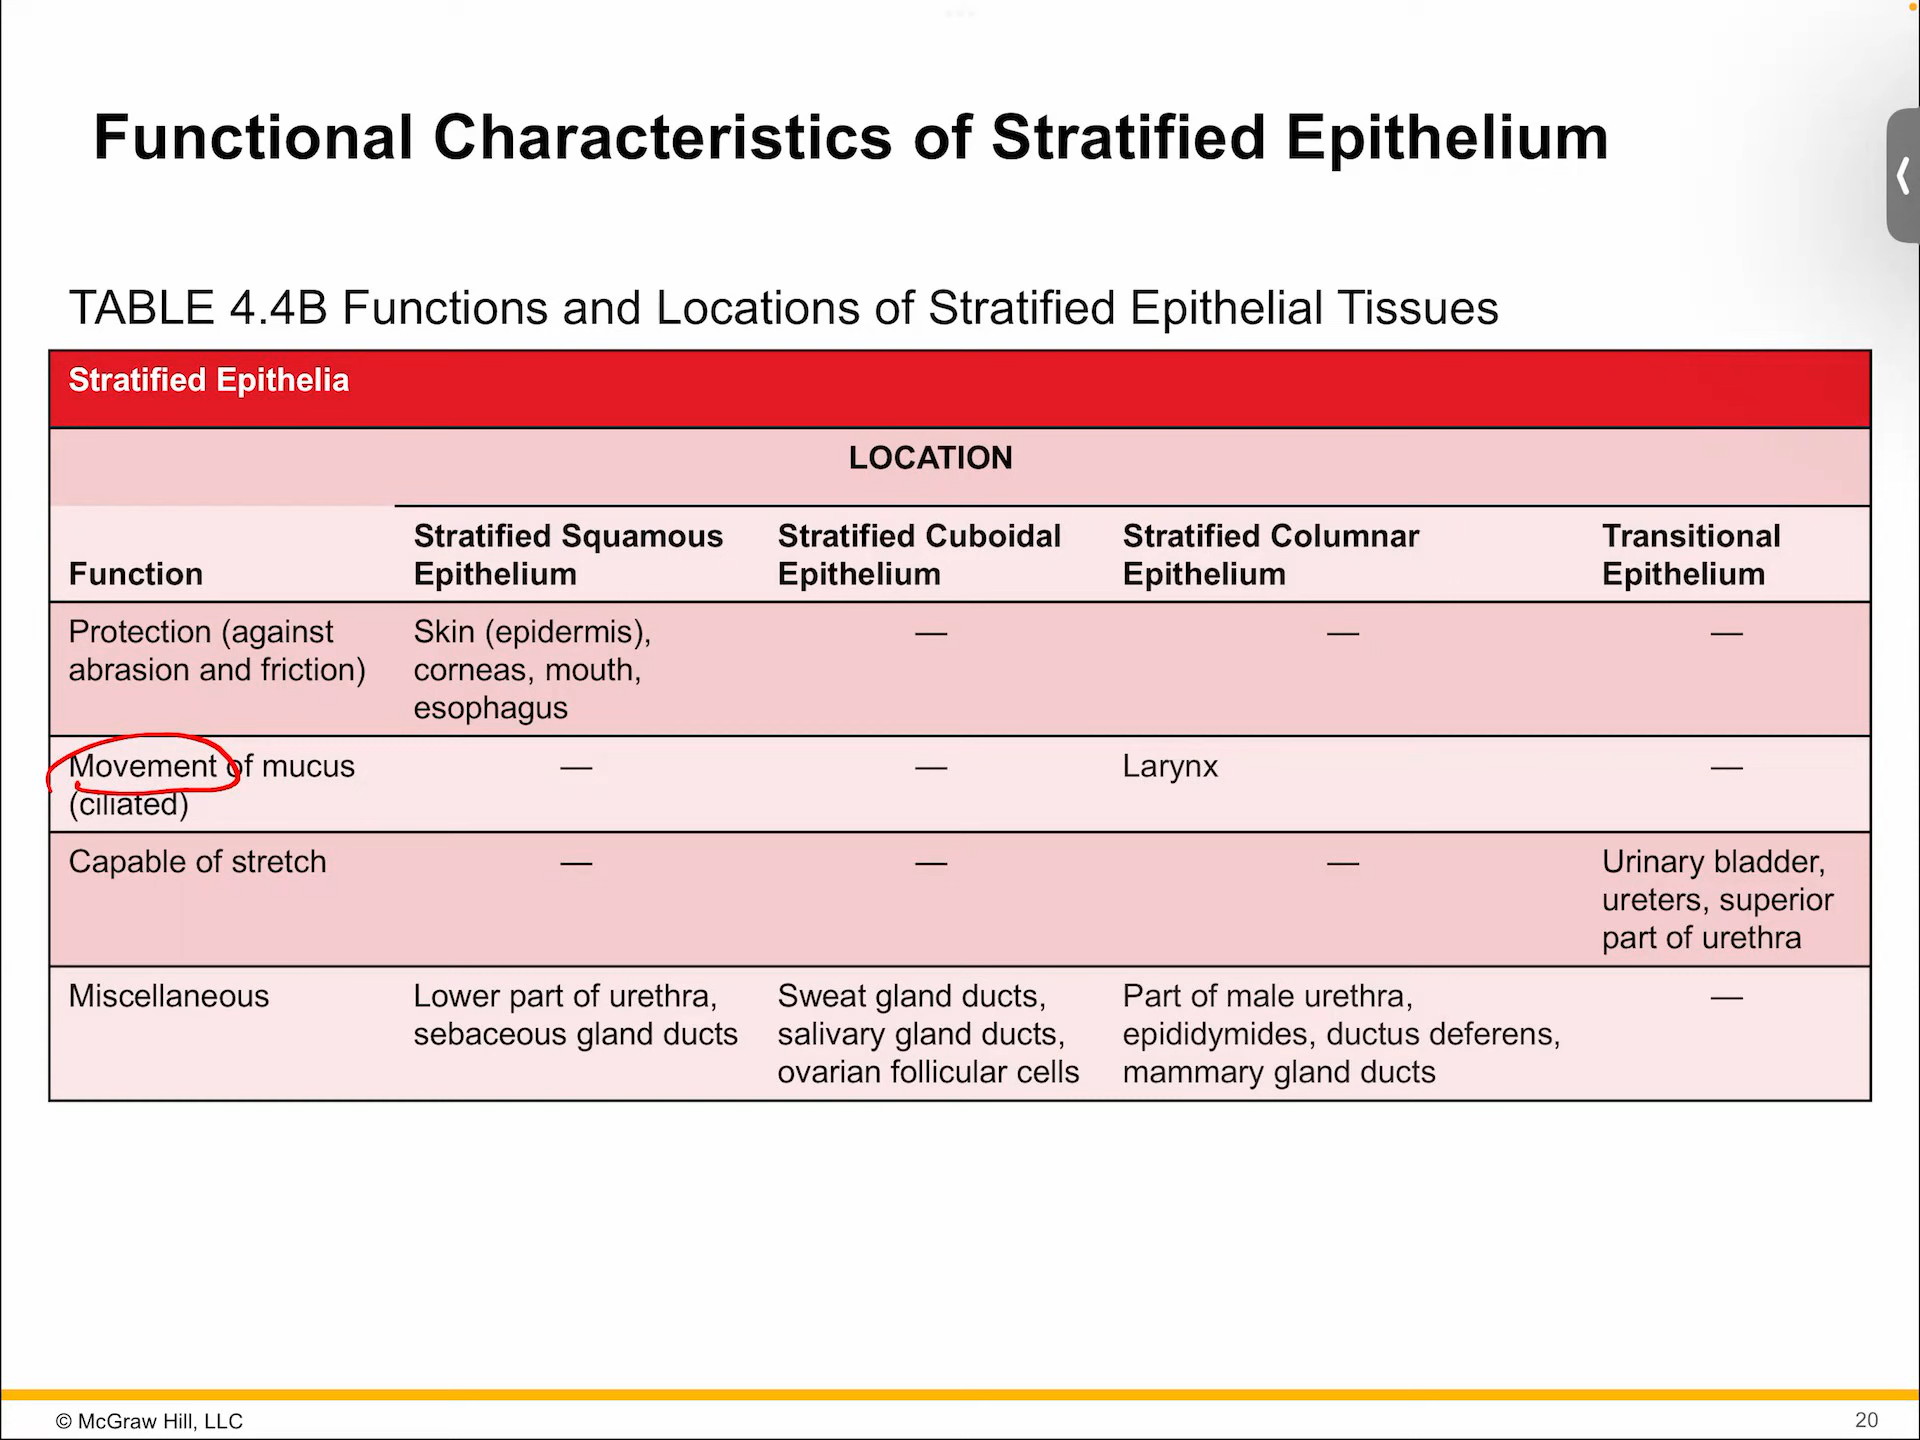 Functional Characteristics of Stratified Epithelium
TABLE 4.4B Functions and Locations of Stratified Epithelial Tissues
Stratified Epithelia
LOCATION
Function
Stratified Squamous
Epithelium
Stratified Cuboidal
Epithelium
Stratified Columnar
Epithelium
Transitional
Epithelium
Protection (against
abrasion and friction)
Skin (epidermis),
corneas, mouth,
esophagus
—
—
—
Movement of mucus
(ciliated)
—
—
Larynx
—
Capable of stretch
—
—
—
Urinary bladder,
ureters, superior
part of urethra
Miscellaneous
Lower part of urethra,
sebaceous gland ducts
Sweat gland ducts,
salivary gland ducts,
ovarian follicular cells
Part of male urethra,
epididymides, ductus deferens,
mammary gland ducts
—
© McGraw Hill, LLC
20